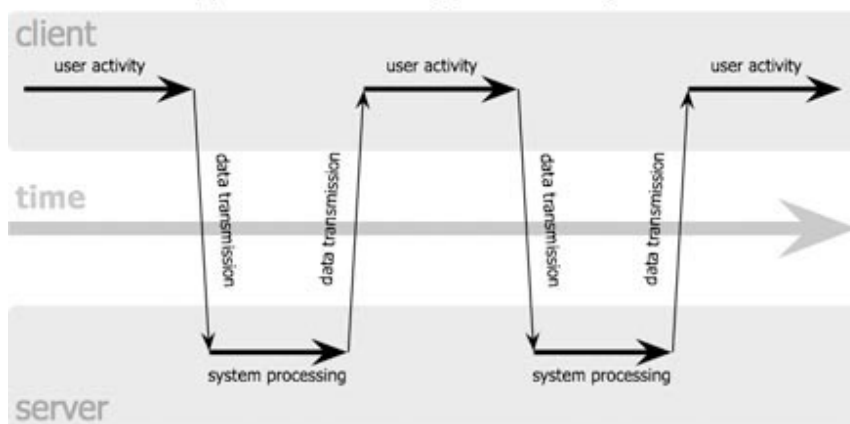 client
user activity
user activity
user activity
data transmission
data transmission
data transmission
data transmission
time
system processing
system processing
server